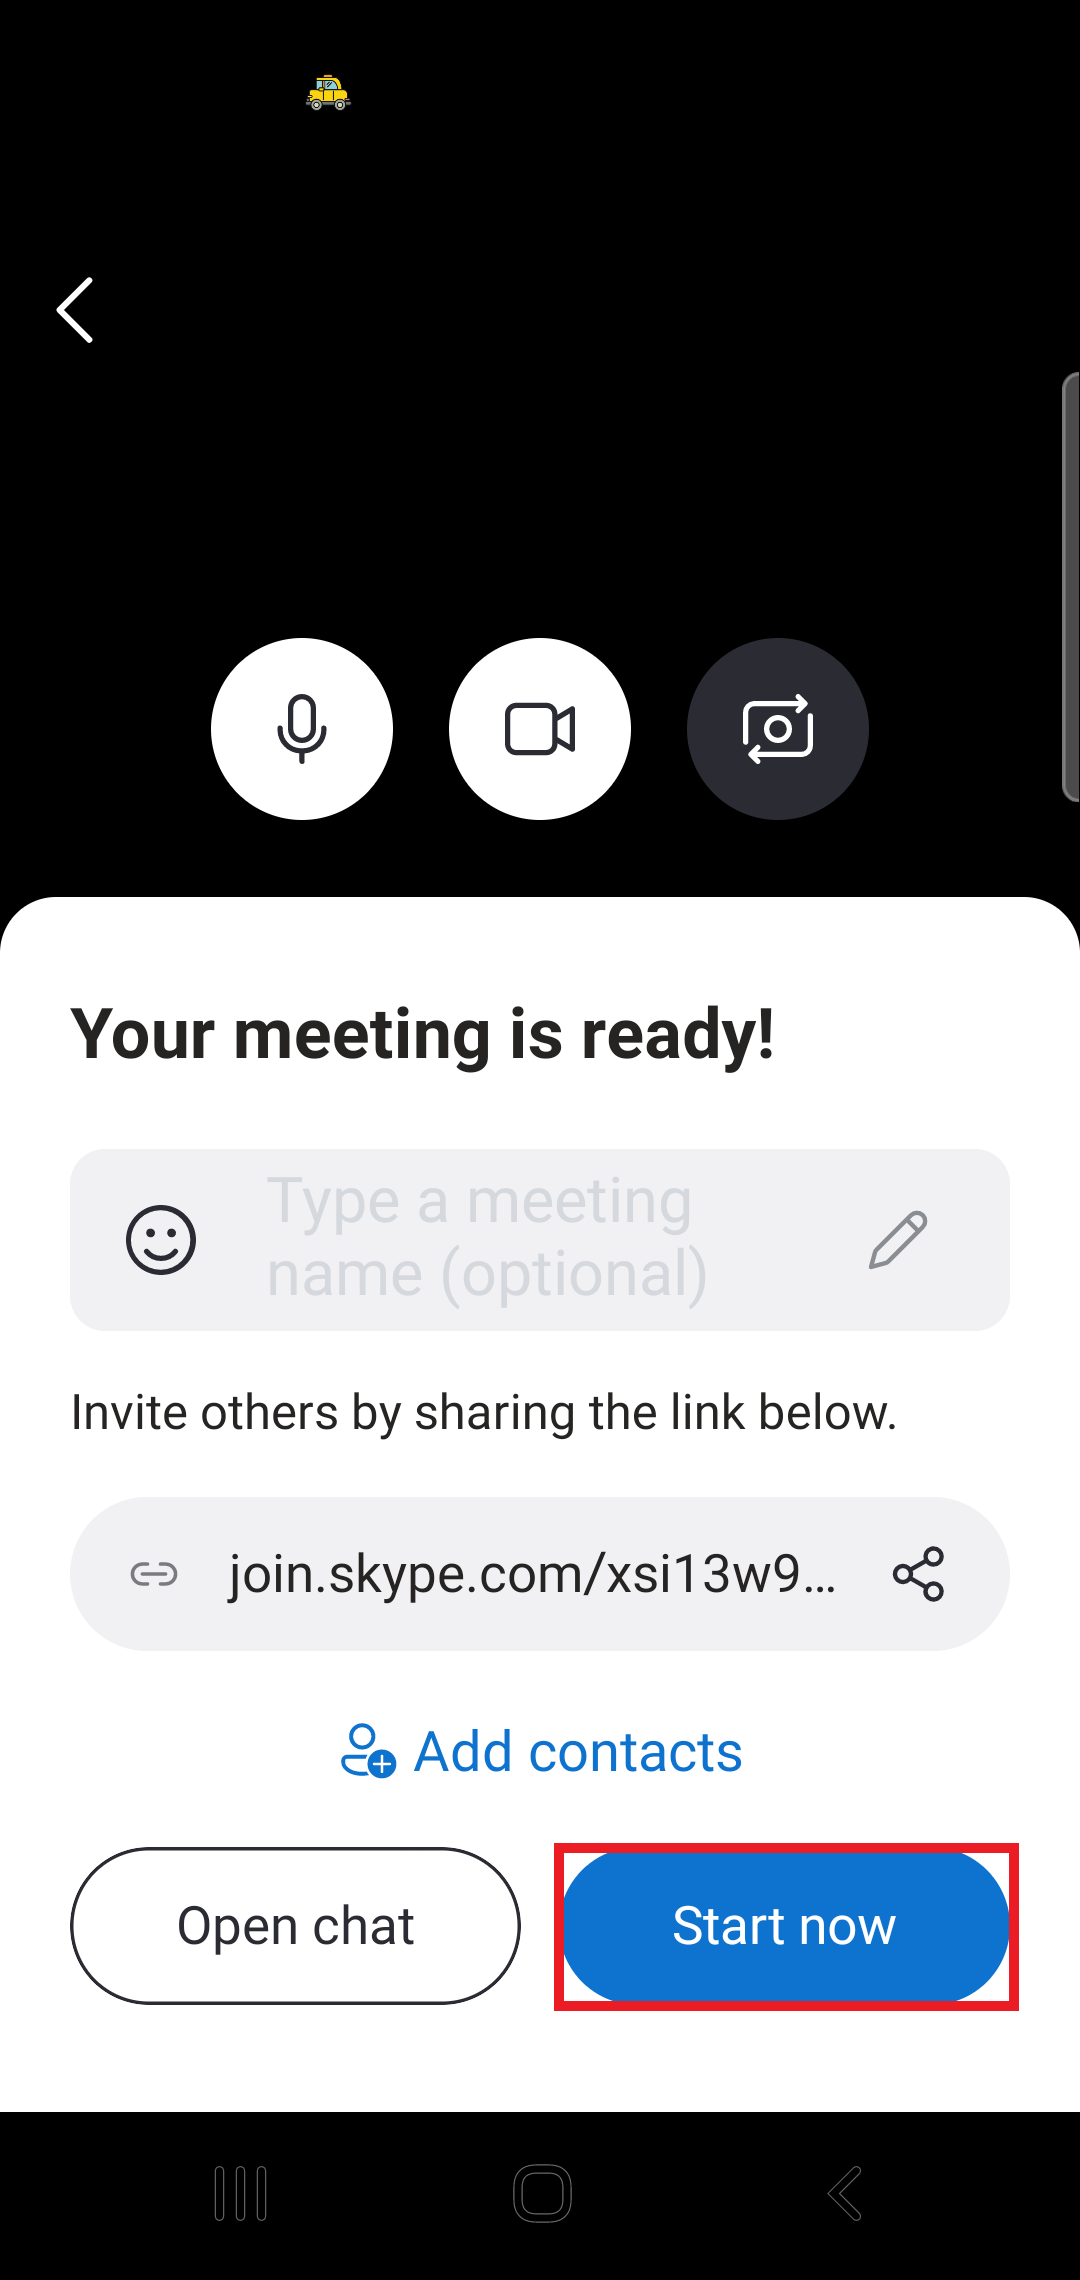 Your meeting is ready!
Type a meeting
name (optional)
Invite others by sharing the link below.
join.skype.com/xsi13w9...
Add contacts
Open chat
Start now